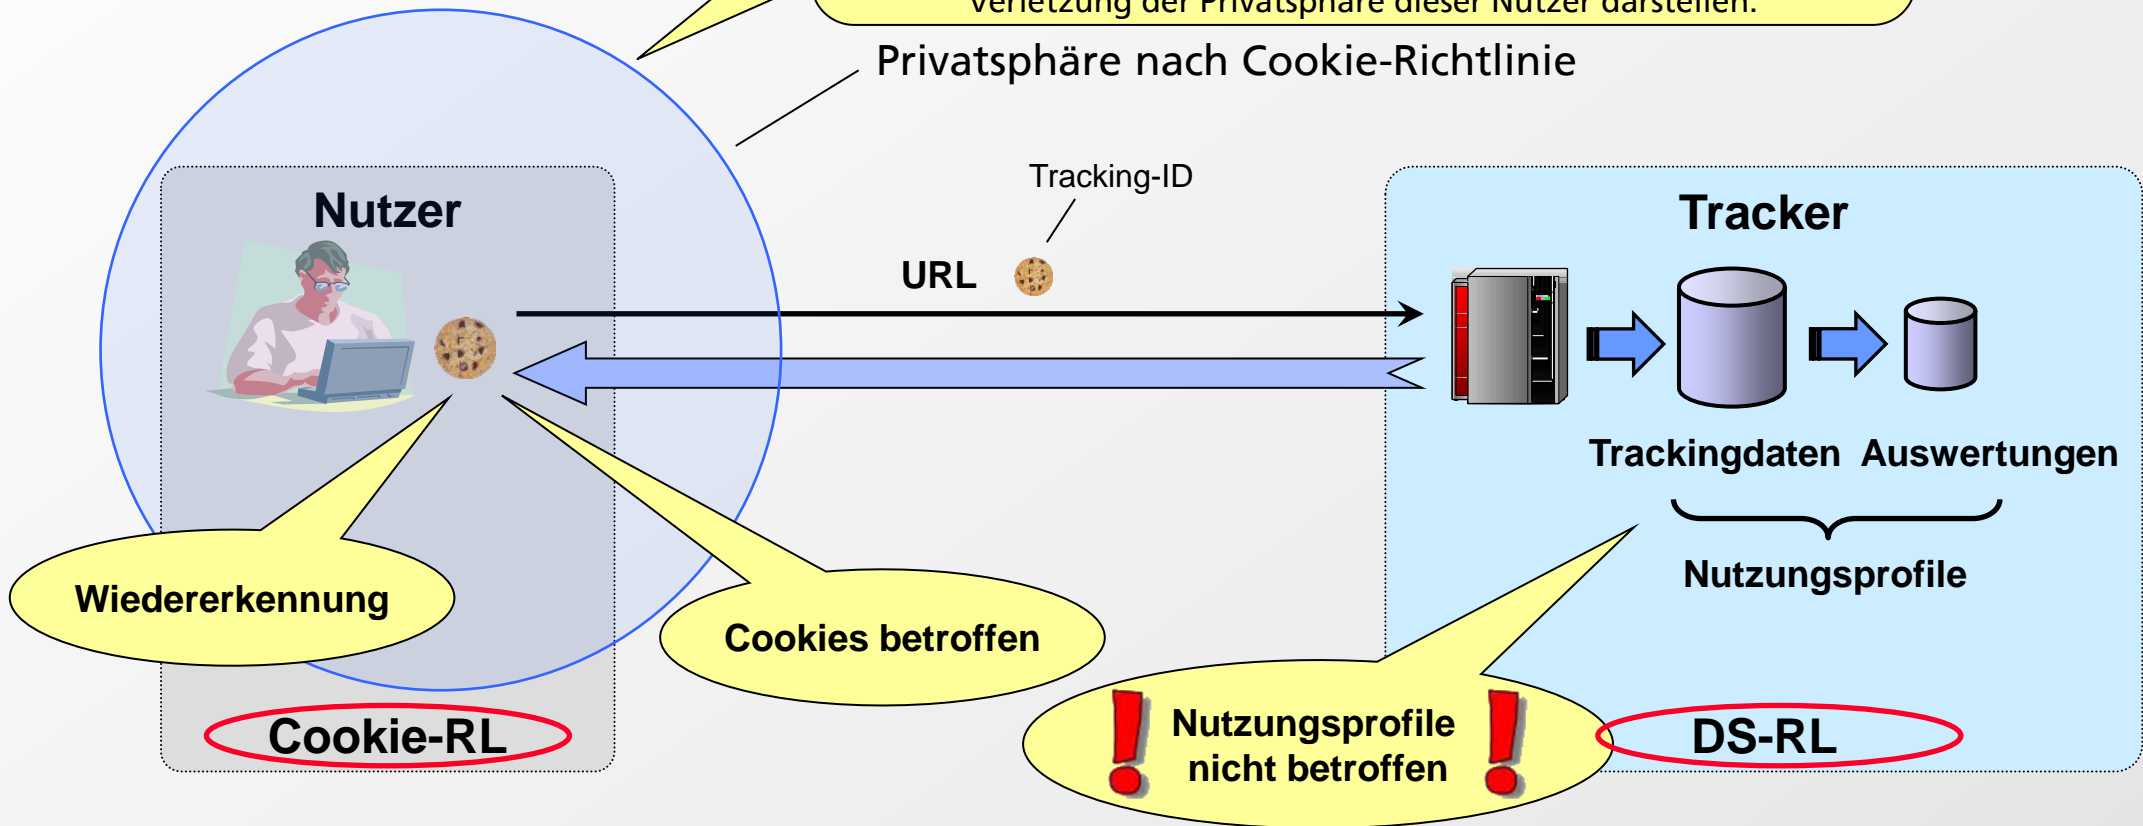 Verletzung der Privatsphäre dieser Nutzer darstellen.
Privatsphäre nach Cookie-Richtlinie
Tracking-ID
Nutzer
Tracker
URL
Trackingdaten
Auswertungen
Nutzungsprofile
Wiedererkennung
Cookies betroffen
Nutzungsprofile
nicht betroffen
Cookie-RL
DS-RL